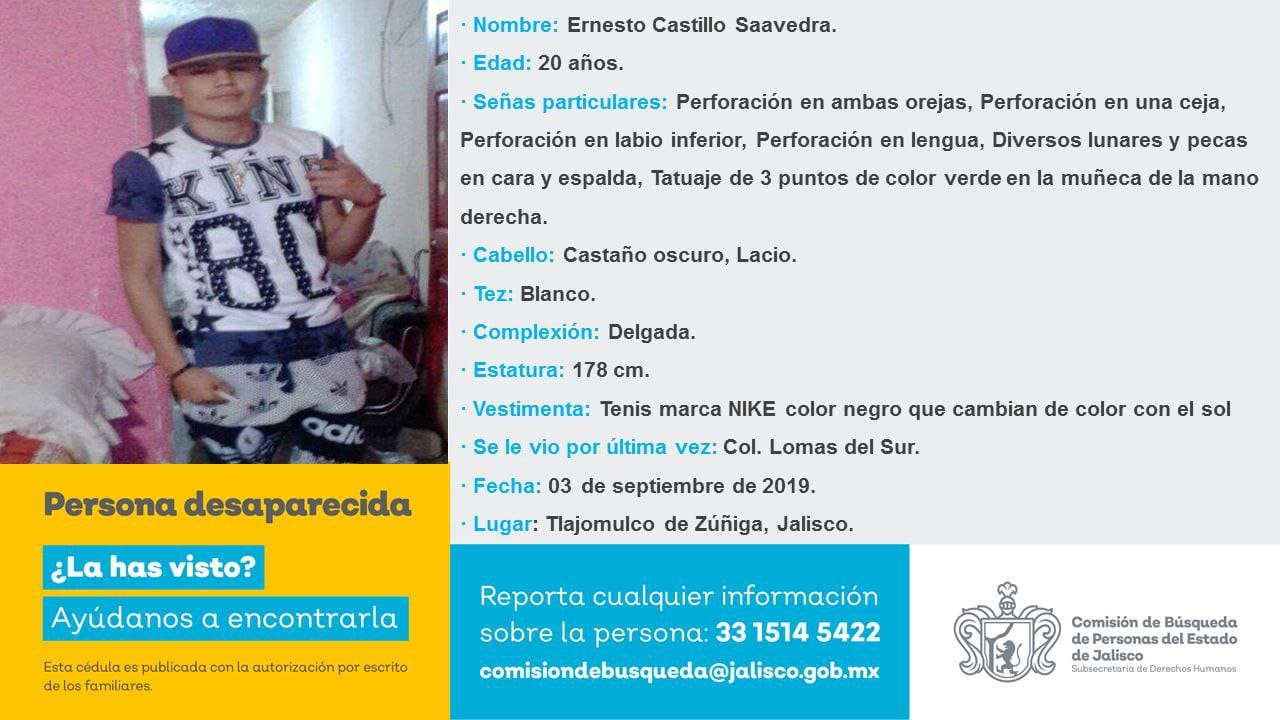 KING
80
adidas
· Nombre: Ernesto Castillo Saavedra.
· Edad: 20 años.
· Señas particulares: Perforación en ambas orejas, Perforación en una ceja,
Perforación en labio inferior, Perforación en lengua, Diversos lunares y pecas
en cara y espalda, Tatuaje de 3 puntos de color verde en la muñeca de la mano
derecha.
· Cabello: Castaño oscuro, Lacio.
· Tez: Blanco.
· Complexión: Delgada.
· Estatura: 178 cm.
· Vestimenta: Tenis marca NIKE color negro que cambian de color con el sol
· Se le vio por última vez: Col. Lomas del Sur.
· Fecha: 03 de septiembre de 2019.
· Lugar: Tlajomulco de Zúñiga, Jalisco.
Persona desaparecida
¿La has visto?
Ayúdanos a encontrarla
Esta cédula es publicada con la autorización por escrito
de los familiares.
Reporta cualquier información
sobre la persona: 33 1514 5422
comisiondebusqueda@jalisco.gob.mx
Comisión de Búsqueda
de Personas del Estado
de Jalisco
Subsecretaría de Derechos Humanos